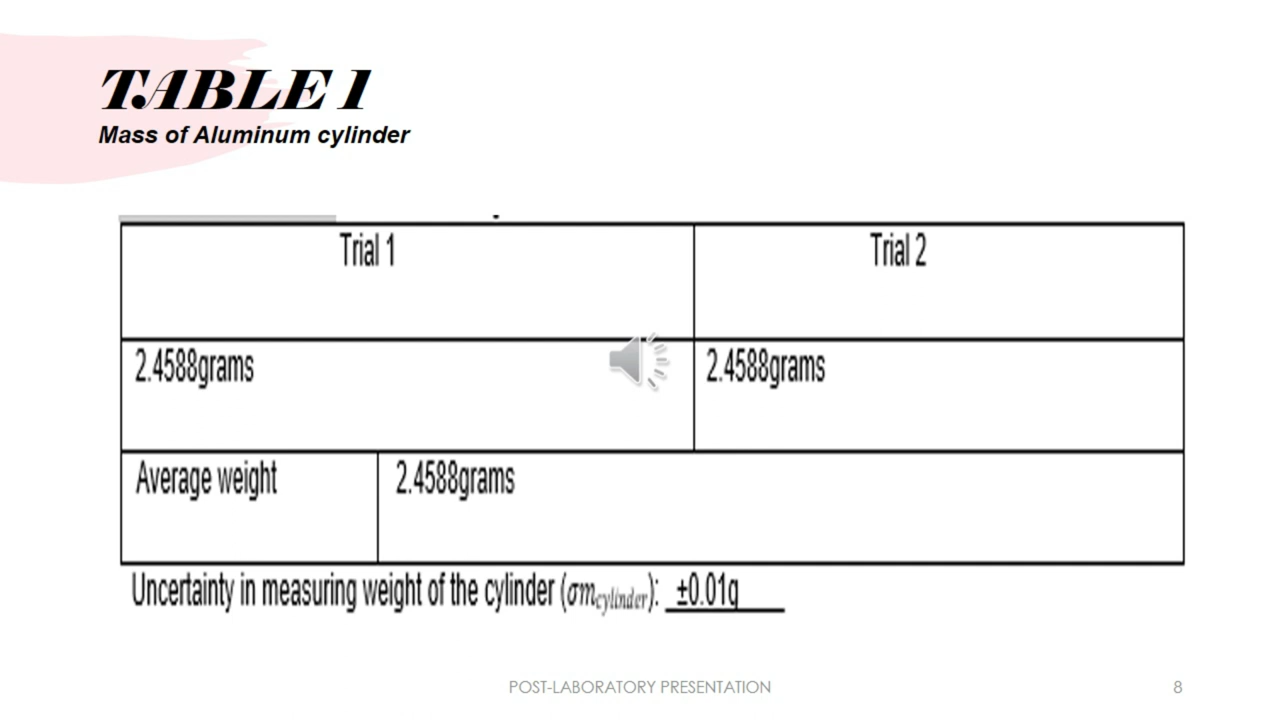 TABLE 1
Mass of Aluminum cylinder
Trial 1 Trial 2
2.4588grams 2.4588grams
Average weight 2.4588grams
Uncertainty in measuring weight of the cylinder (σm_cylinder): ±0.01g
POST-LABORATORY PRESENTATION 8